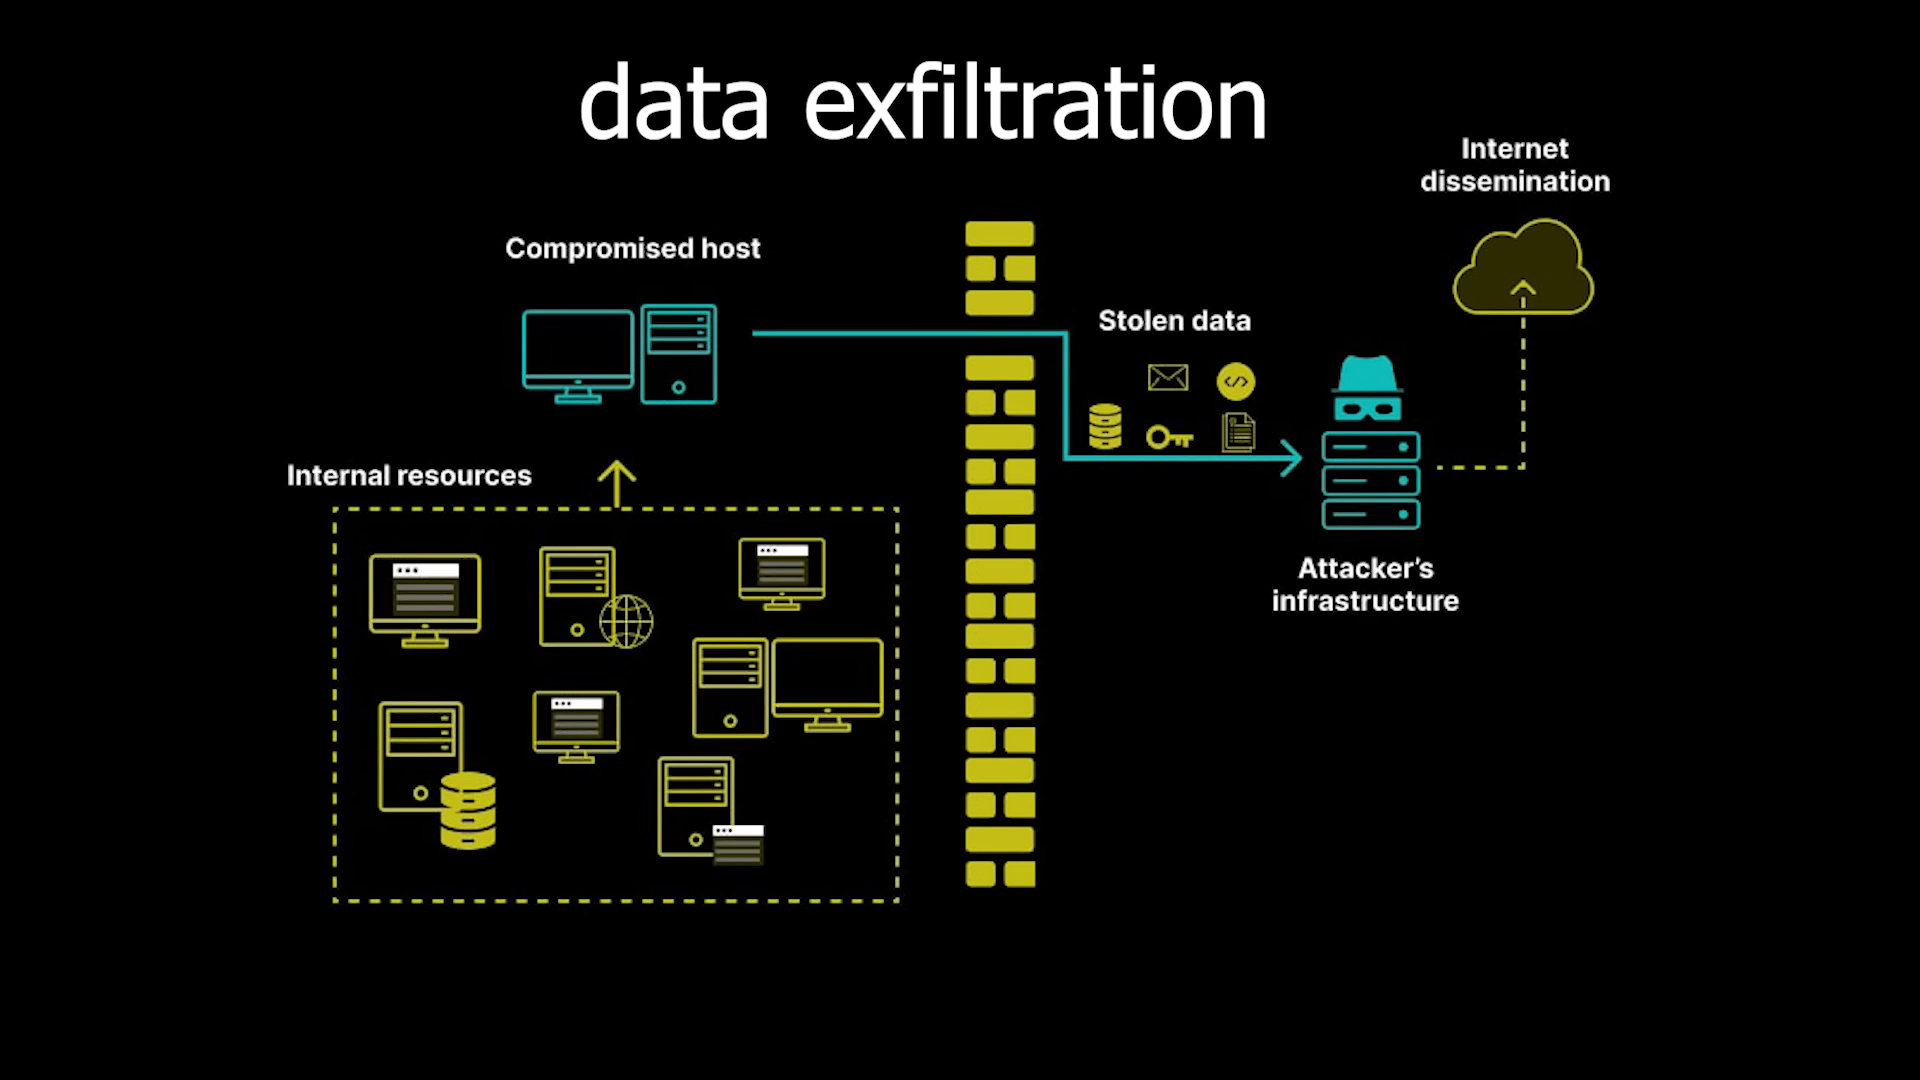 data exfiltration
Internet
dissemination
Compromised host
Stolen data
Internal resources
Attacker’s
infrastructure